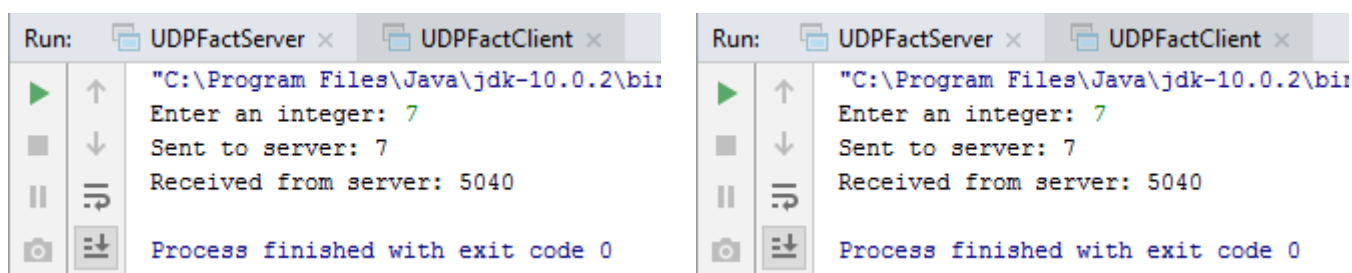 Run: UDPFactServer × UDPFactClient ×
"C:\Program Files\Java\jdk-10.0.2\bin
Enter an integer: 7
Sent to server: 7
Received from server: 5040
Process finished with exit code 0
Run: UDPFactServer × UDPFactClient ×
"C:\Program Files\Java\jdk-10.0.2\bin
Enter an integer: 7
Sent to server: 7
Received from server: 5040
Process finished with exit code 0